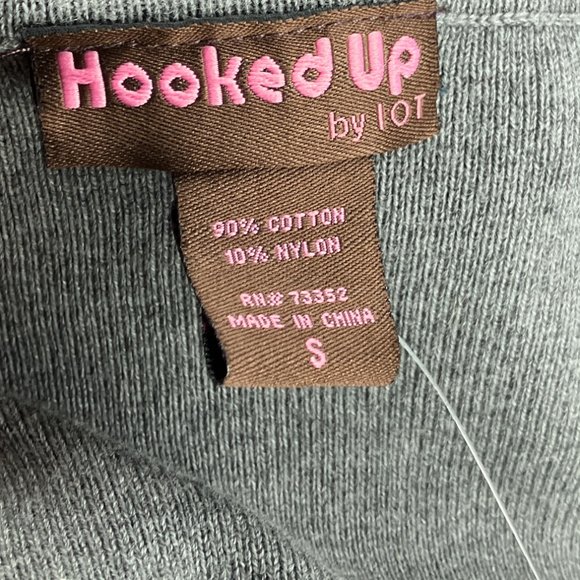 Hooked Up
by IOT
90% COTTON
10% NYLON
RN# 73352
MADE IN CHINA
S